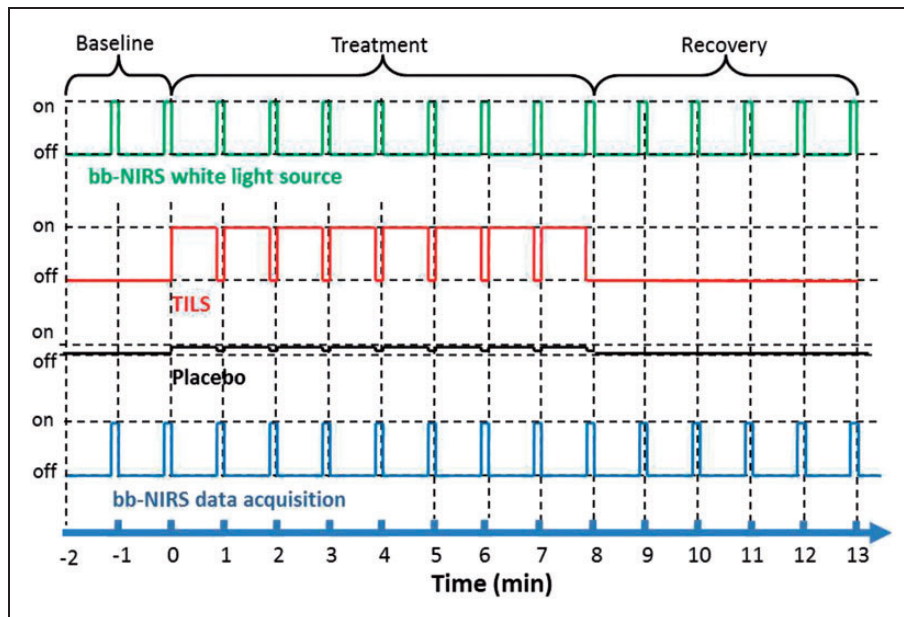 Baseline Treatment Recovery
on
off
bb-NIRS white light source
on
off
TILS
on
off
Placebo
on
off
bb-NIRS data acquisition
-2 -1 0 1 2 3 4 5 6 7 8 9 10 11 12 13
Time (min)